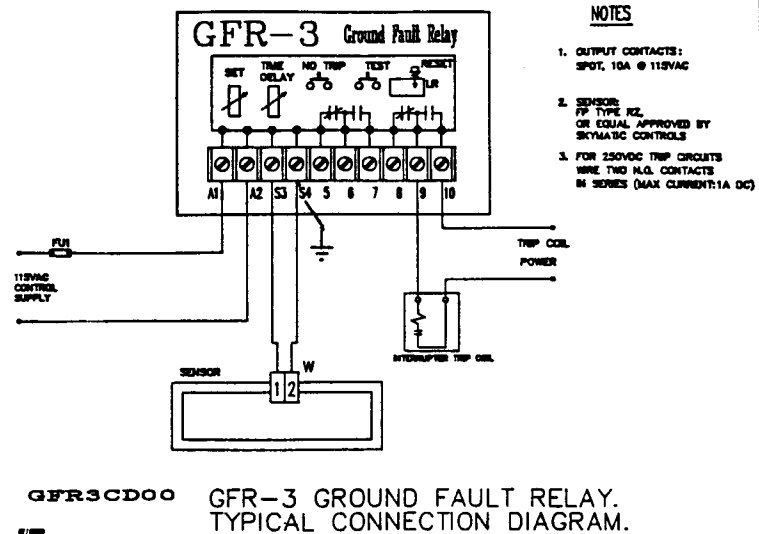 NOTES
GFR-3 Ground Fault Relay
1. OUTPUT CONTACTS:
SPDT, 10A @ 115VAC
SET
TIME DELAY
NO TRIP
TEST
RESET
LR
2. SENSOR:
FP TYPE RZ,
OR EQUAL APPROVED BY
SKYMATIC CONTROLS
3. FOR 250VDC TRIP CIRCUITS
WIRE TWO N.O. CONTACTS
IN SERIES (MAX CURRENT:1A DC)
A1 A2 S3 S4 5 6 7 8 9 10
FU1
TRIP COIL
POWER
115VAC
CONTROL
SUPPLY
INTERRUPTER TRIP COIL
SENSOR
W
1 2
GFR3CD00
GFR-3 GROUND FAULT RELAY.
TYPICAL CONNECTION DIAGRAM.